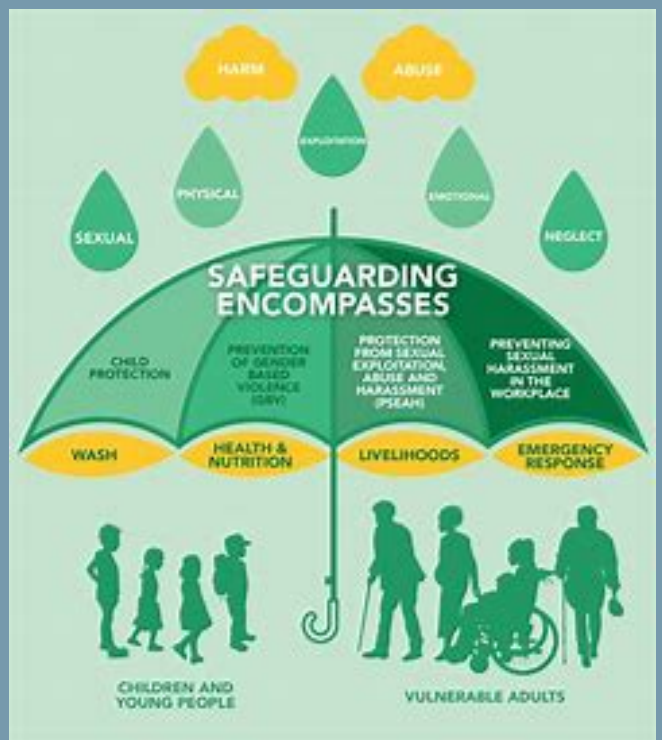 HARM
ABUSE
EXPLOITATION
PHYSICAL
EMOTIONAL
SEXUAL
NEGLECT
SAFEGUARDING
ENCOMPASSES
CHILD
PROTECTION
PREVENTION
OF GENDER
BASED
VIOLENCE
(GBV)
PROTECTION
FROM SEXUAL
EXPLOITATION,
ABUSE AND
HARASSMENT
(PSEAH)
PREVENTING
SEXUAL
HARASSMENT
IN THE
WORKPLACE
WASH
HEALTH &
NUTRITION
LIVELIHOODS
EMERGENCY
RESPONSE
CHILDREN AND
YOUNG PEOPLE
VULNERABLE ADULTS